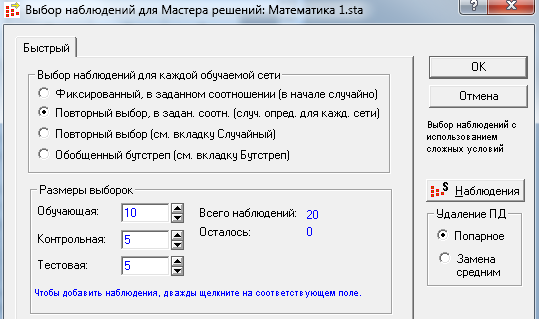 Выбор наблюдений для Мастера решений: Математика 1.sta
?
Быстрый
Выбор наблюдений для каждой обучаемой сети
Фиксированный, в заданном соотношении (в начале случайно)
Повторный выбор, в задан. соотн. (случ. опред. для кажд. сети)
Повторный выбор (см. вкладку Случайный)
Обобщенный бутстреп (см. вкладку Бутстреп)
Размеры выборок
Обучающая: 10 Всего наблюдений: 20
Контрольная: 5 Осталось: 0
Тестовая: 5
Чтобы добавить наблюдения, дважды щелкните на соответствующем поле.
OK
Отмена
Выбор наблюдений с
использованием
сложных условий
S Наблюдения
Удаление ПД
Попарное
Замена
средним